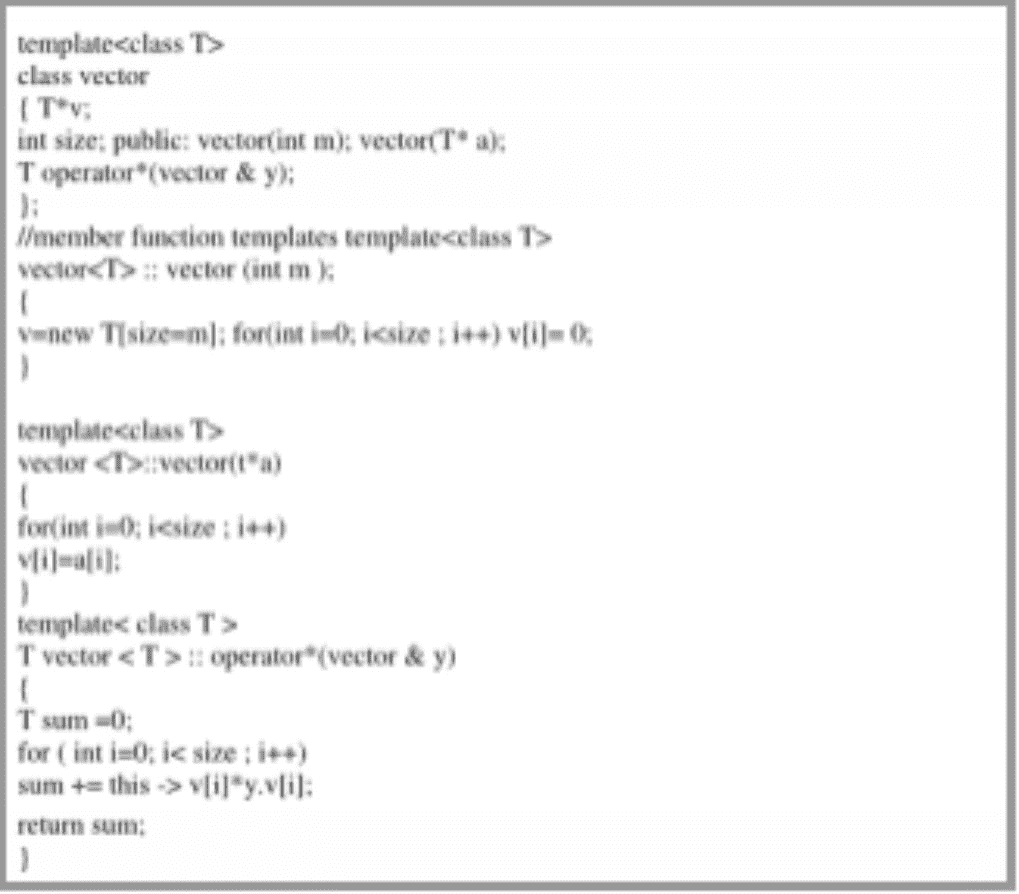 template<class T>
class vector
{ T*v;
int size; public: vector(int m); vector(T* a);
T operator*(vector & y);
};
//member function templates template<class T>
vector<T> :: vector (int m );
{
v=new T[size=m]; for(int i=0; i<size ; i++) v[i]= 0;
}
template<class T>
vector <T>::vector(t*a)
{
for(int i=0; i<size ; i++)
v[i]=a[i];
}
template< class T >
T vector < T > :: operator*(vector & y)
{
T sum =0;
for ( int i=0; i< size ; i++)
sum += this -> v[i]*y.v[i];
return sum;
}